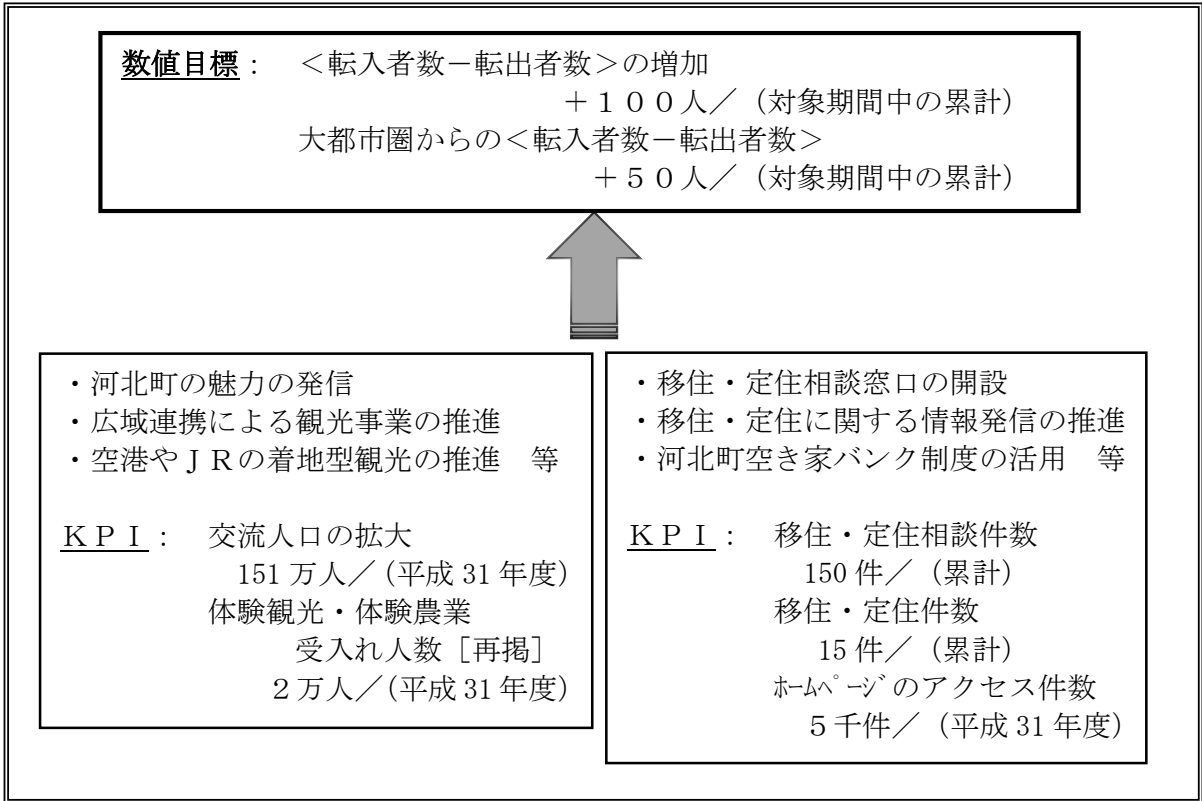 数値目標：　＜転入者数－転出者数＞の増加
＋１００人／（対象期間中の累計）
大都市圏からの＜転入者数－転出者数＞
＋５０人／（対象期間中の累計）
・河北町の魅力の発信
・広域連携による観光事業の推進
・空港やＪＲの着地型観光の推進　等
ＫＰＩ：　交流人口の拡大
151 万人／（平成 31 年度）
体験観光・体験農業
受入れ人数［再掲］
２万人／（平成 31 年度）
・移住・定住相談窓口の開設
・移住・定住に関する情報発信の推進
・河北町空き家バンク制度の活用　等
ＫＰＩ：　移住・定住相談件数
150 件／（累計）
移住・定住件数
15 件／（累計）
ﾎｰﾑﾍﾟｰｼﾞのアクセス件数
５千件／（平成 31 年度）